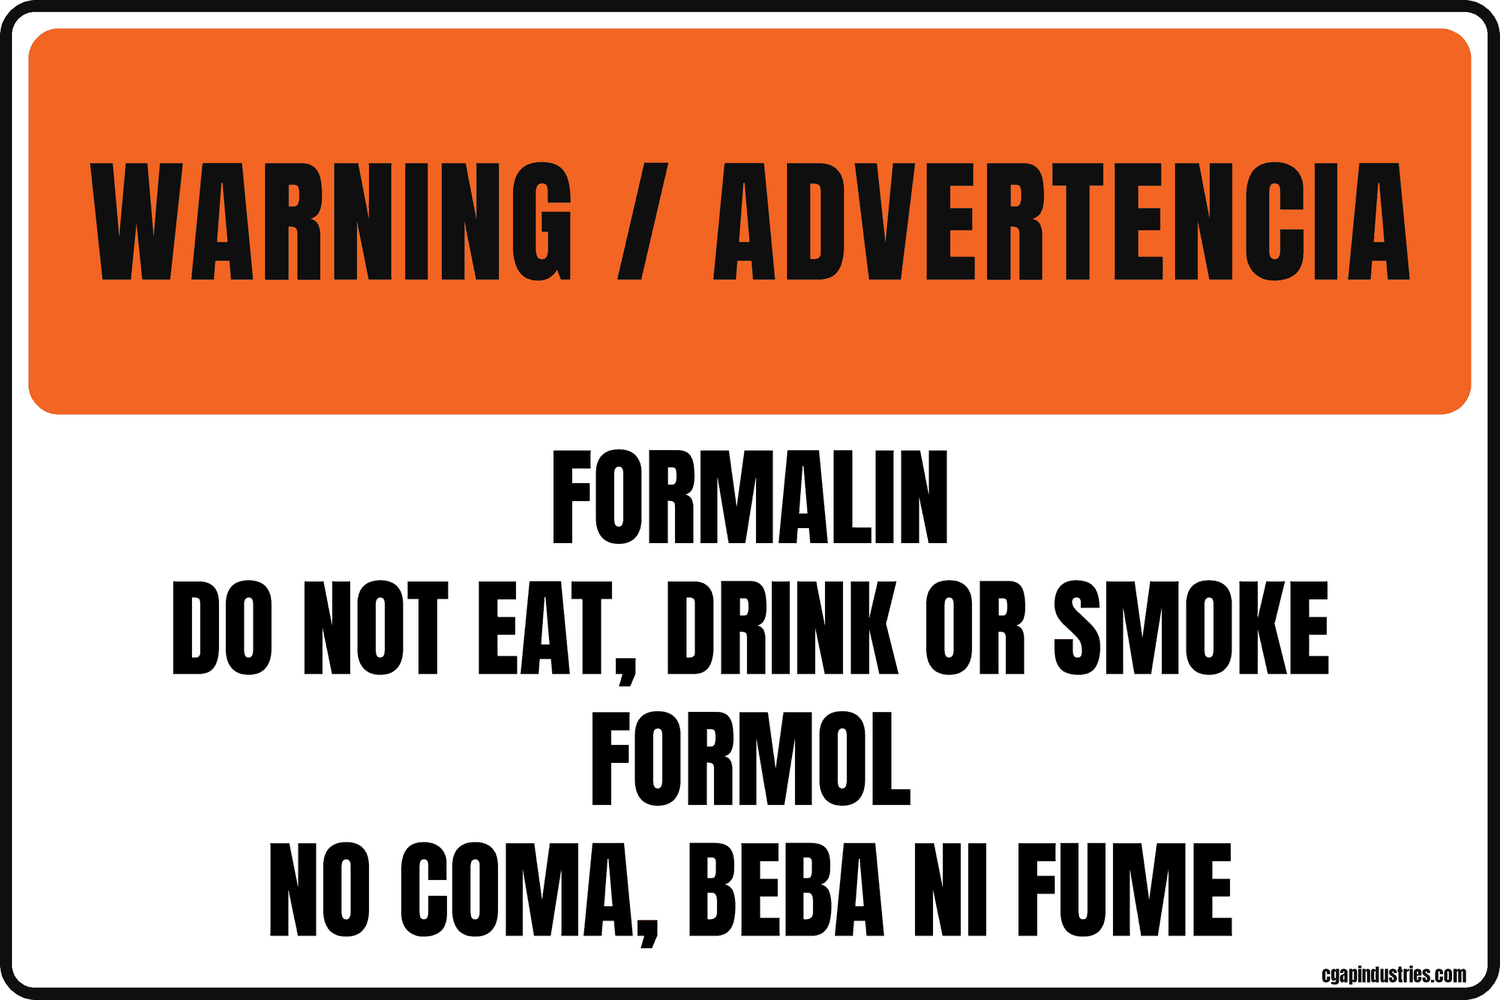 WARNING / ADVERTENCIA
FORMALIN
DO NOT EAT, DRINK OR SMOKE
FORMOL
NO COMA, BEBA NI FUME
cgapindustries.com